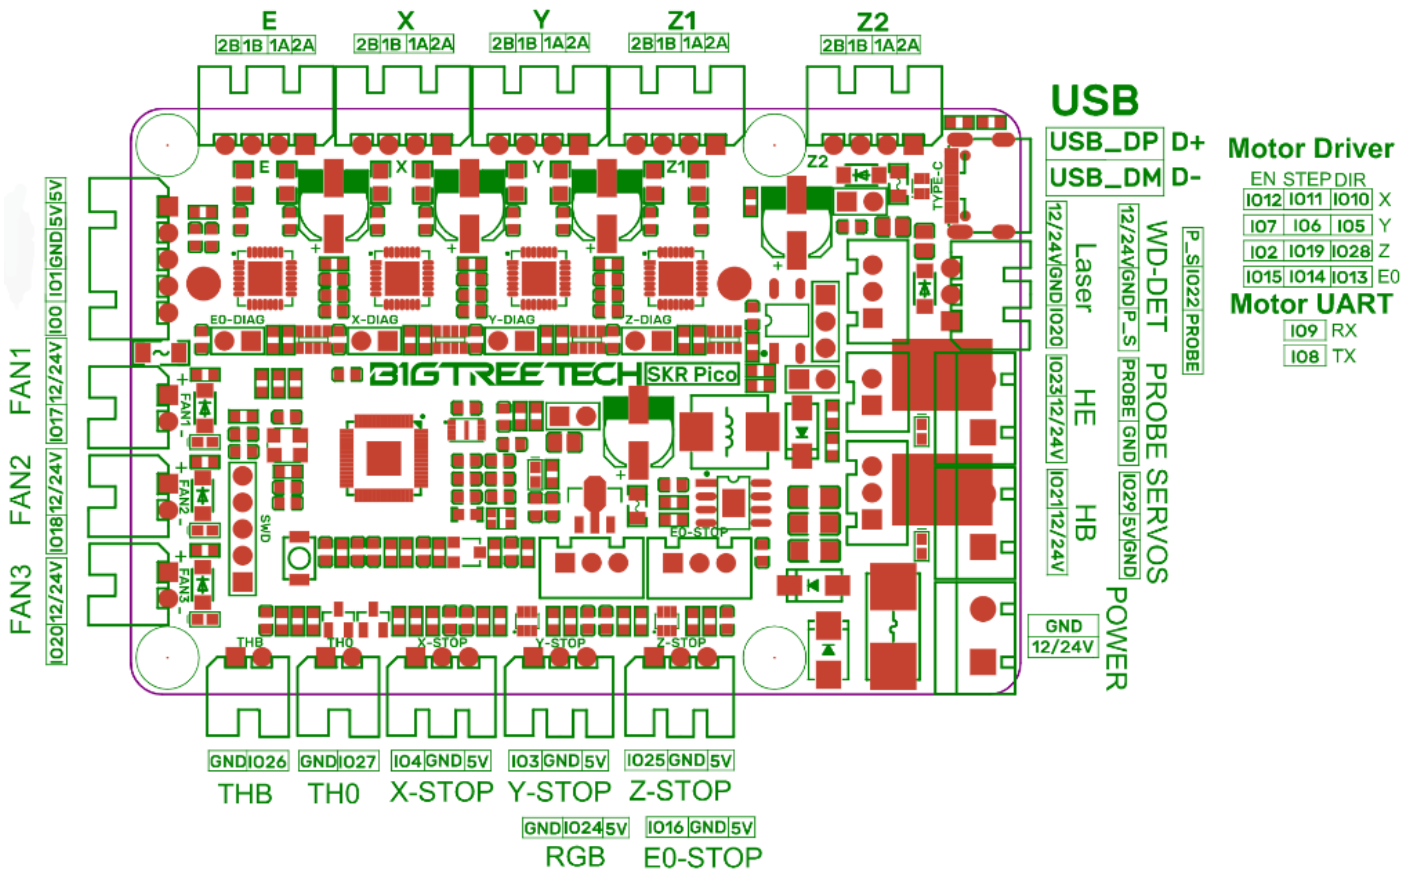 E X Y Z1 Z2
2B 1B 1A 2A
2B 1B 1A 2A
2B 1B 1A 2A
2B 1B 1A 2A
2B 1B 1A 2A
USB
USB_DP D+
USB_DM D-
Motor Driver
EN STEP DIR
IO12 IO11 IO10 X
IO7 IO6 IO5 Y
IO2 IO19 IO28 Z
IO15 IO14 IO13 E0
Motor UART
IO9 RX
IO8 TX
E X Y Z1 Z2
TYPE-C
IO0 IO1 GND 5V 5V
E0-DIAG X-DIAG Y-DIAG Z-DIAG
BIGTREETECH SKR Pico
12/24V GND IO20
Laser
12/24V GND P_S
WD-DET
P_S IO22 PROBE
FAN1
IO17 12/24V
+ FAN1 -
FAN2
IO18 12/24V
+ FAN2 -
FAN3
IO20 12/24V
+ FAN3 -
SWD
IO23 12/24V
HE
PROBE GND
PROBE
IO21 12/24V
HB
IO29 5V GND
SERVOS
E0-STOP
POWER
GND
12/24V
THB TH0 X-STOP Y-STOP Z-STOP
GND IO26
GND IO27
IO4 GND 5V
IO3 GND 5V
IO25 GND 5V
THB TH0 X-STOP Y-STOP Z-STOP
GND IO24 5V
IO16 GND 5V
RGB E0-STOP